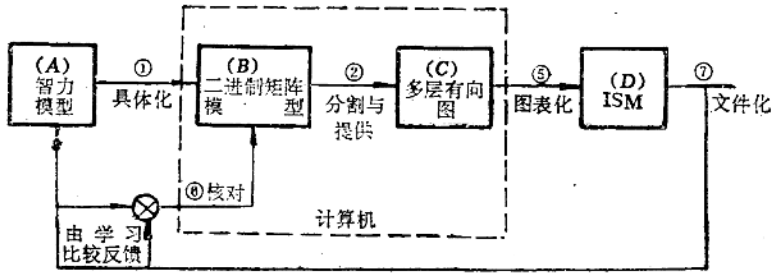 (A)
智力
模型
①
具体化
(B)
二进制矩阵
模 型
②
分割与
提供
(C)
多层有向
图
⑤
图表化
(D)
ISM
⑦
文件化
⑥核对
计算机
由学习
比较反馈